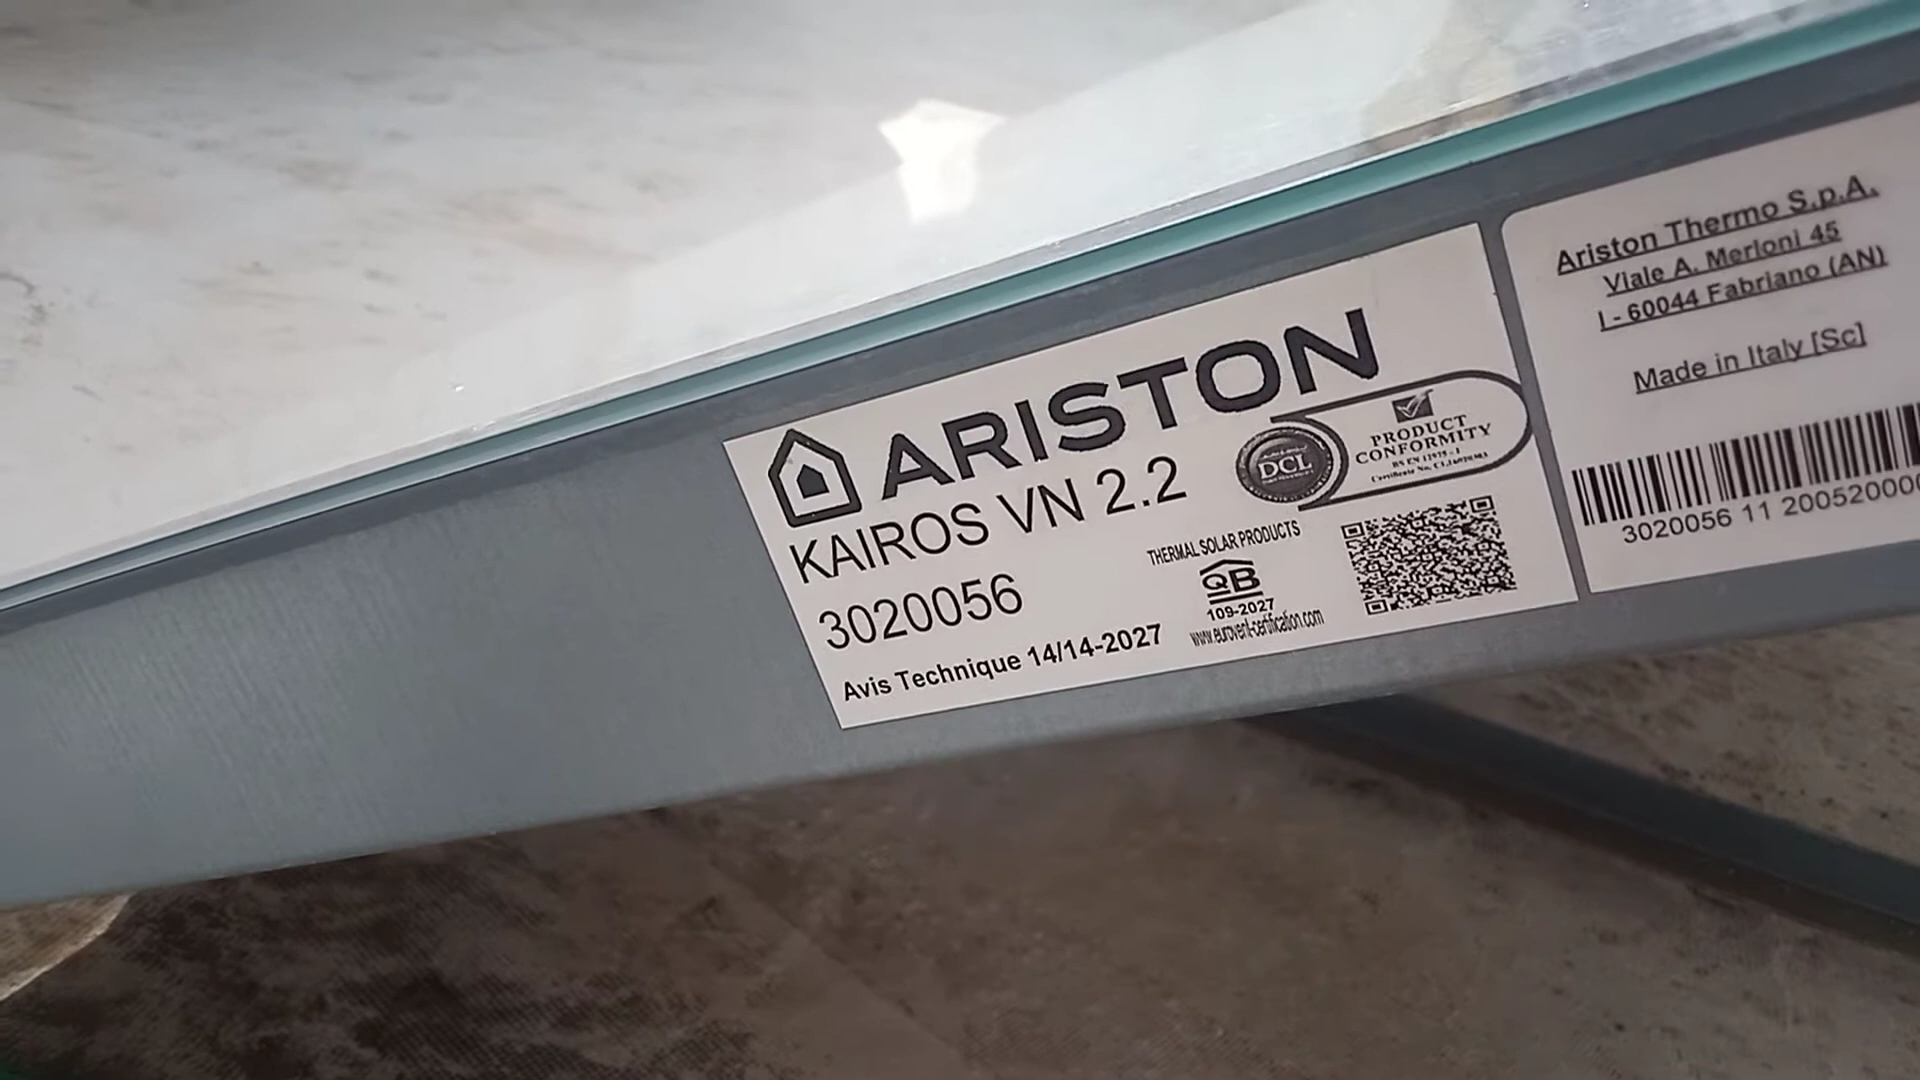 ARISTON
KAIROS VN 2.2
3020056
Avis Technique 14/14-2027
DCL
PRODUCT
CONFORMITY
BS EN 12975 - 1
THERMAL SOLAR PRODUCTS
QB
109-2027
www.eurovent-certification.com
Ariston Thermo S.p.A.
Viale A. Merloni 45
I - 60044 Fabriano (AN)
Made in Italy [Sc]
3020056 11 200520000